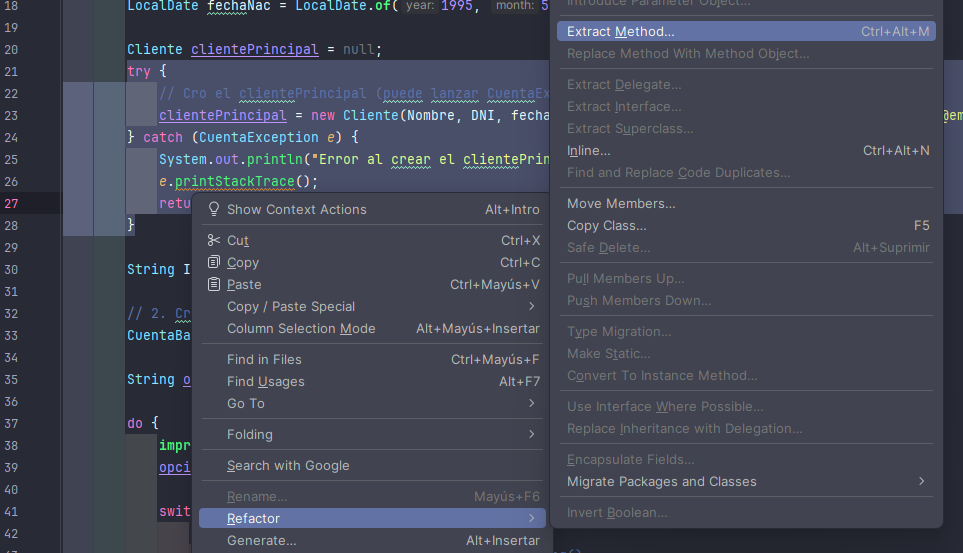 18 LocalDate fechaNac = LocalDate.of( year: 1995, month: 5
19
20 Cliente clientePrincipal = null;
21 try {
22 // Cro el clientePrincipal (puede lanzar CuentaEx
23 clientePrincipal = new Cliente(Nombre, DNI, fecha @em
24 } catch (CuentaException e) {
25 System.out.println("Error al crear el clientePrin
26 e.printStackTrace();
27 retu
28 }
29
30 String I
31
32 // 2. Cr
33 CuentaBa
34
35 String o
36
37 do {
38 impr
39 opci
40
41 swit
42
Show Context Actions Alt+Intro
Cut Ctrl+X
Copy Ctrl+C
Paste Ctrl+Mayús+V
Copy / Paste Special
Column Selection Mode Alt+Mayús+Insertar
Find in Files Ctrl+Mayús+F
Find Usages Alt+F7
Go To
Folding
Search with Google
Rename... Mayús+F6
Refactor
Generate... Alt+Insertar
Introduce Parameter Object...
Extract Method... Ctrl+Alt+M
Replace Method With Method Object...
Extract Delegate...
Extract Interface...
Extract Superclass...
Inline... Ctrl+Alt+N
Find and Replace Code Duplicates...
Move Members...
Copy Class... F5
Safe Delete... Alt+Suprimir
Pull Members Up...
Push Members Down...
Type Migration...
Make Static...
Convert To Instance Method...
Use Interface Where Possible...
Replace Inheritance with Delegation...
Encapsulate Fields...
Migrate Packages and Classes
Invert Boolean...